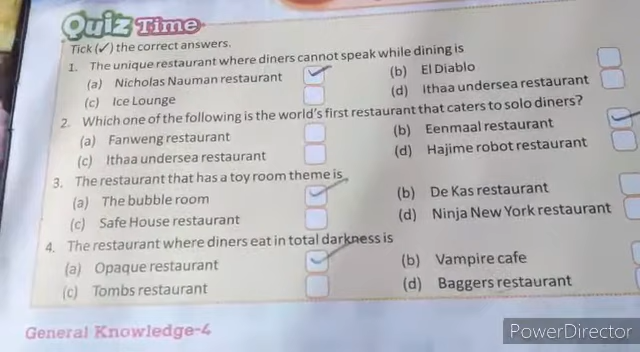 Quiz Time
Tick (✓) the correct answers.
1. The unique restaurant where diners cannot speak while dining is
(a) Nicholas Nauman restaurant (b) El Diablo
(c) Ice Lounge (d) Ithaa undersea restaurant
2. Which one of the following is the world's first restaurant that caters to solo diners?
(a) Fanweng restaurant (b) Eenmaal restaurant
(c) Ithaa undersea restaurant (d) Hajime robot restaurant
3. The restaurant that has a toy room theme is
(a) The bubble room (b) De Kas restaurant
(c) Safe House restaurant (d) Ninja New York restaurant
4. The restaurant where diners eat in total darkness is
(a) Opaque restaurant (b) Vampire cafe
(c) Tombs restaurant (d) Baggers restaurant
General Knowledge-4
PowerDirector